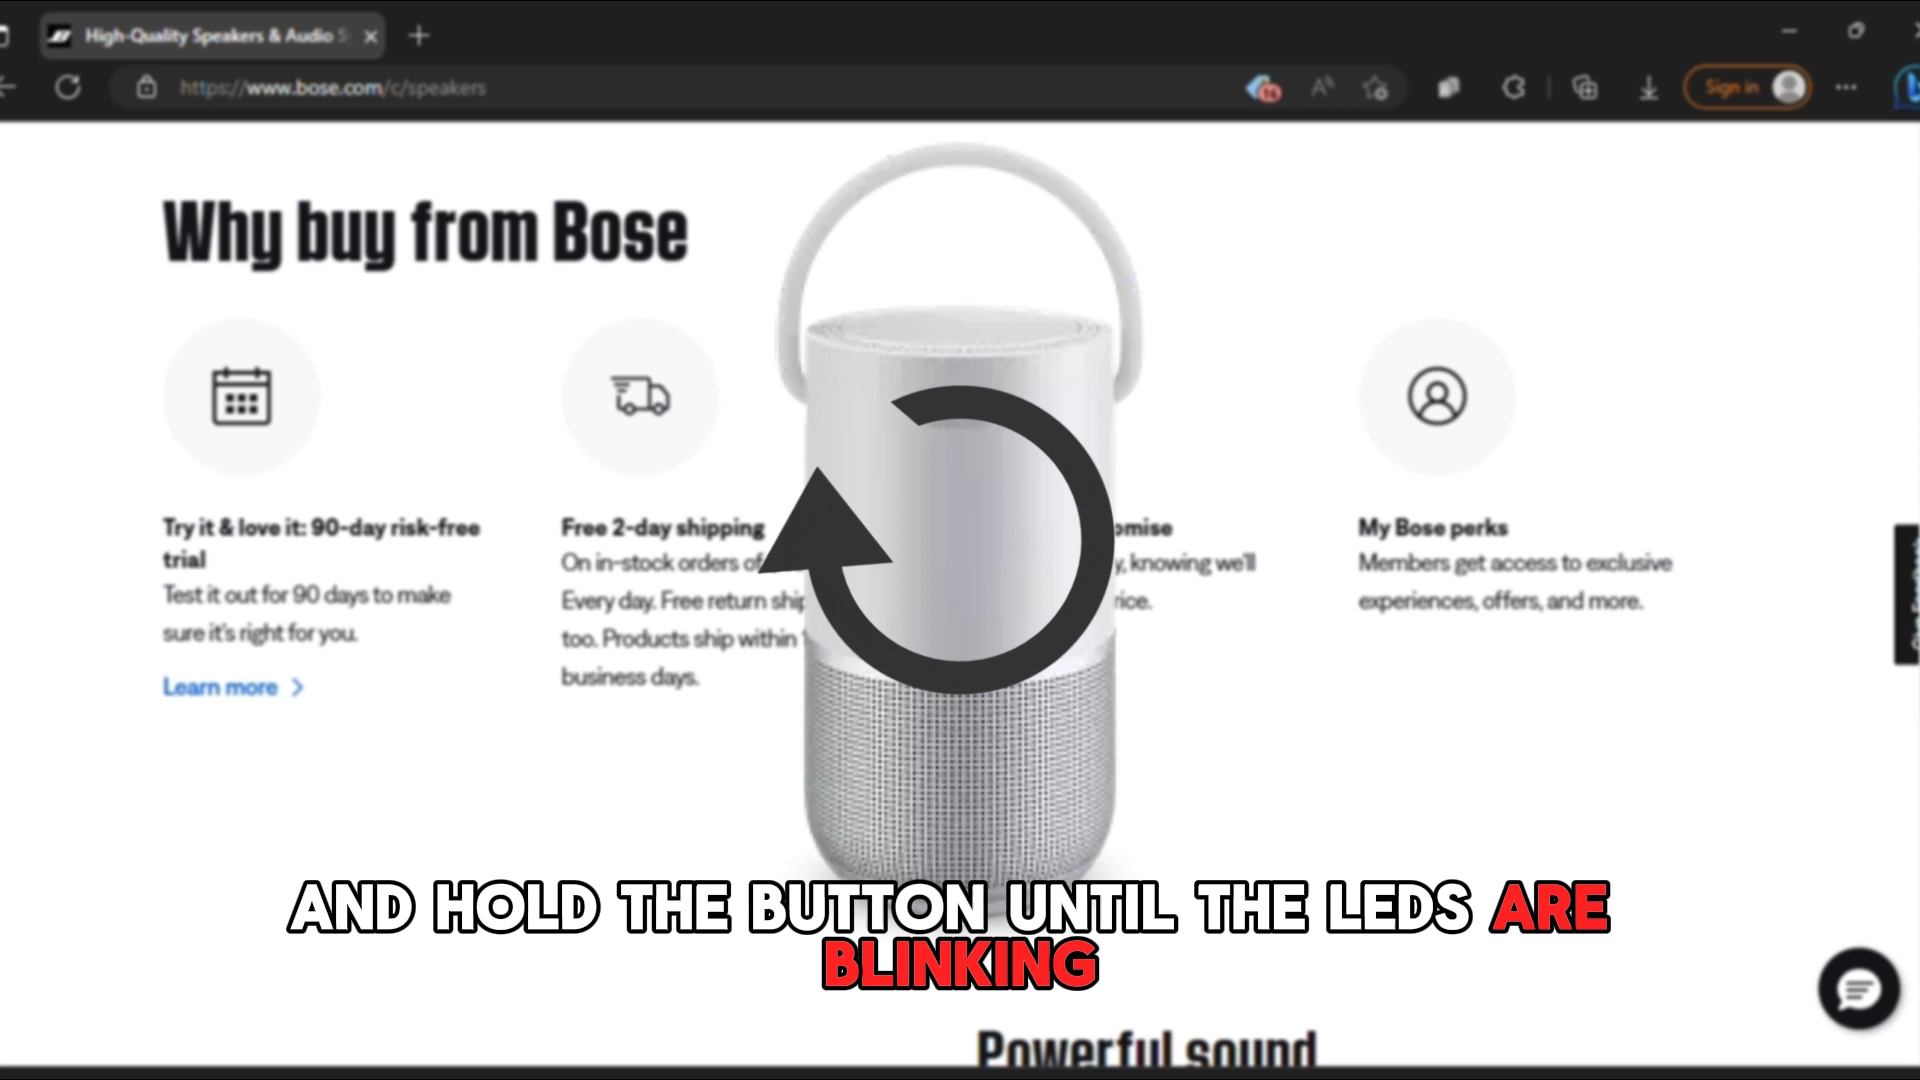 High-Quality Speakers & Audio S
https://www.bose.com/c/speakers
16
Sign in
Why buy from Bose
Try it & love it: 90-day risk-free
trial
Test it out for 90 days to make
sure it's right for you.
Learn more
Free 2-day shipping
On in-stock orders of
Every day. Free return ship
too. Products ship within 1
business days.
omise
y, knowing we'll
rice.
My Bose perks
Members get access to exclusive
experiences, offers, and more.
AND HOLD THE BUTTON UNTIL THE LEDS ARE
BLINKING
Powerful sound